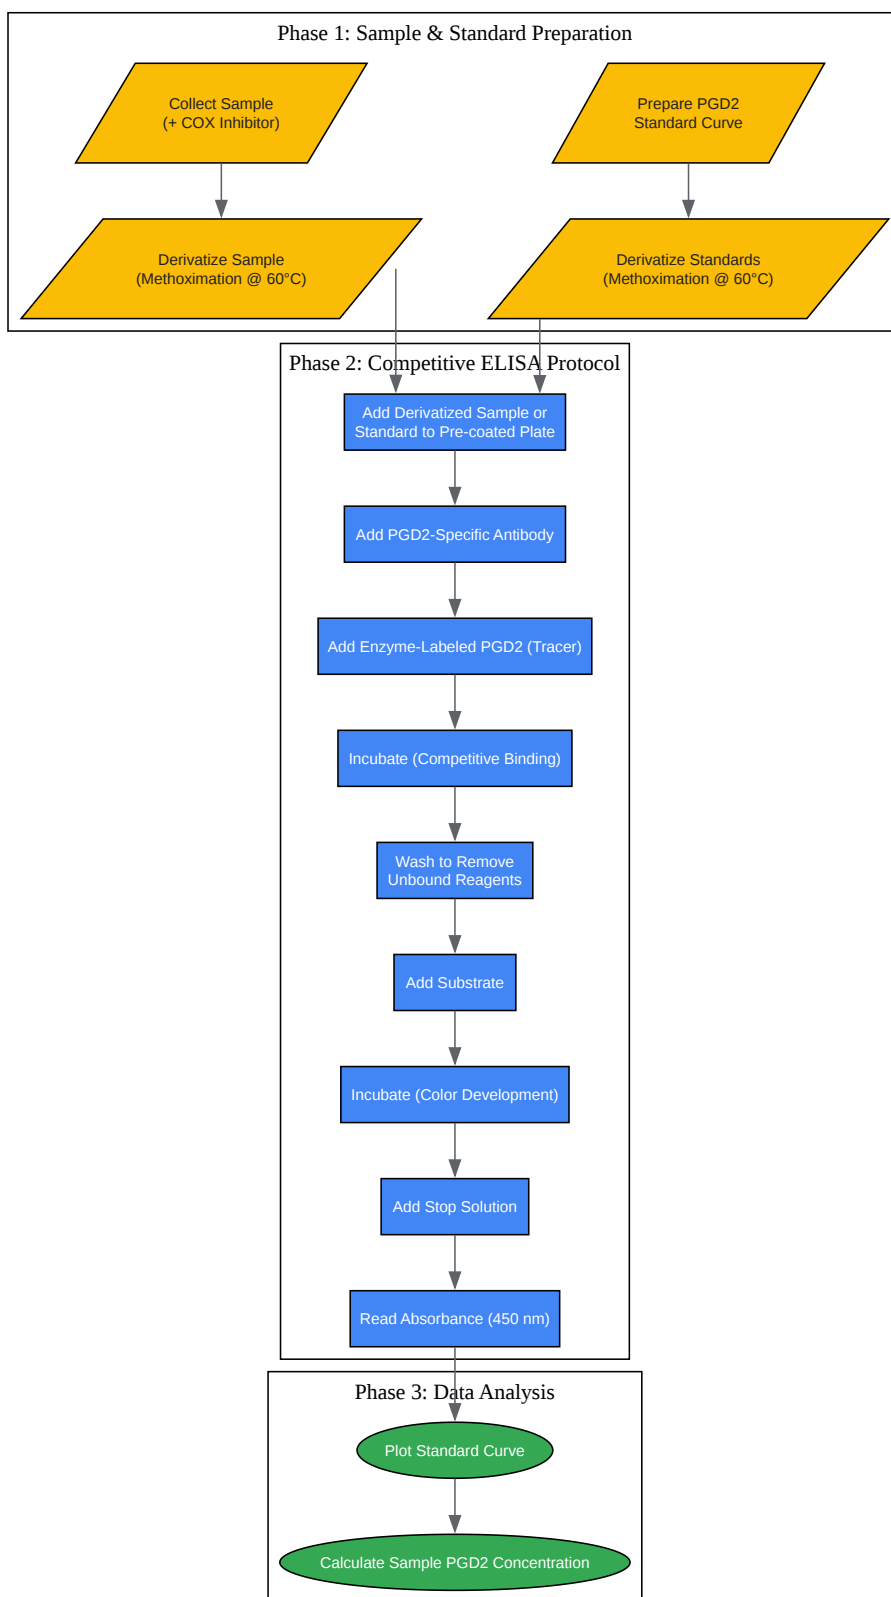 Phase 1: Sample & Standard Preparation
Collect Sample
(+ COX Inhibitor)
Prepare PGD2
Standard Curve
Derivatize Sample
(Methoximation @ 60°C)
Derivatize Standards
(Methoximation @ 60°C)
Phase 2: Competitive ELISA Protocol
Add Derivatized Sample or
Standard to Pre-coated Plate
Add PGD2-Specific Antibody
Add Enzyme-Labeled PGD2 (Tracer)
Incubate (Competitive Binding)
Wash to Remove
Unbound Reagents
Add Substrate
Incubate (Color Development)
Add Stop Solution
Read Absorbance (450 nm)
Phase 3: Data Analysis
Plot Standard Curve
Calculate Sample PGD2 Concentration